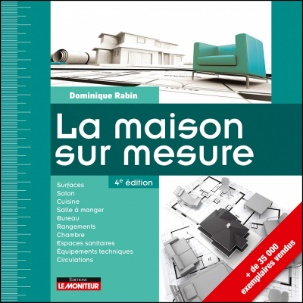 Dominique Rabin
La maison
sur mesure
4e édition
Surfaces
Salon
Cuisine
Salle à manger
Bureau
Rangements
Chambre
Espaces sanitaires
Équipements techniques
Circulations
+ de 35 000
exemplaires vendus
ÉDITIONS
LE MONITEUR